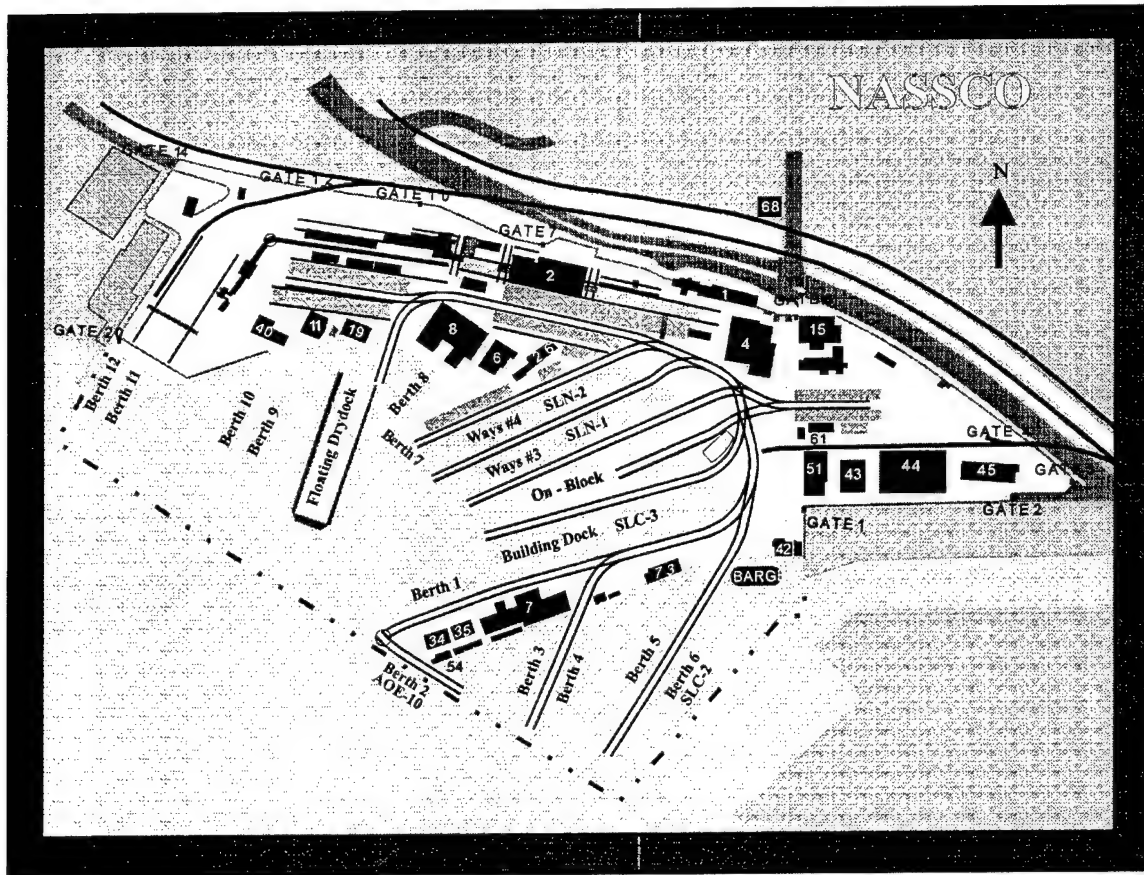 NASSCO
N
GATE 14
GATE 12
GATE 10
GATE 7
68
2
15
4
8
6
26
40
11
19
GATE 20
Berth 12
Berth 11
Berth 10
Berth 9
Floating Drydock
Berth 8
Berth 7
Ways #4 SLN-2
Ways #3 SLN-1
On - Block
Building Dock SLC-3
61
51
43
44
45
GATE 1
GATE 2
42
BARG
73
Berth 1
7
34
35
54
Berth 2
AOE-10
Berth 3
Berth 4
Berth 5
Berth 6
SLC-2